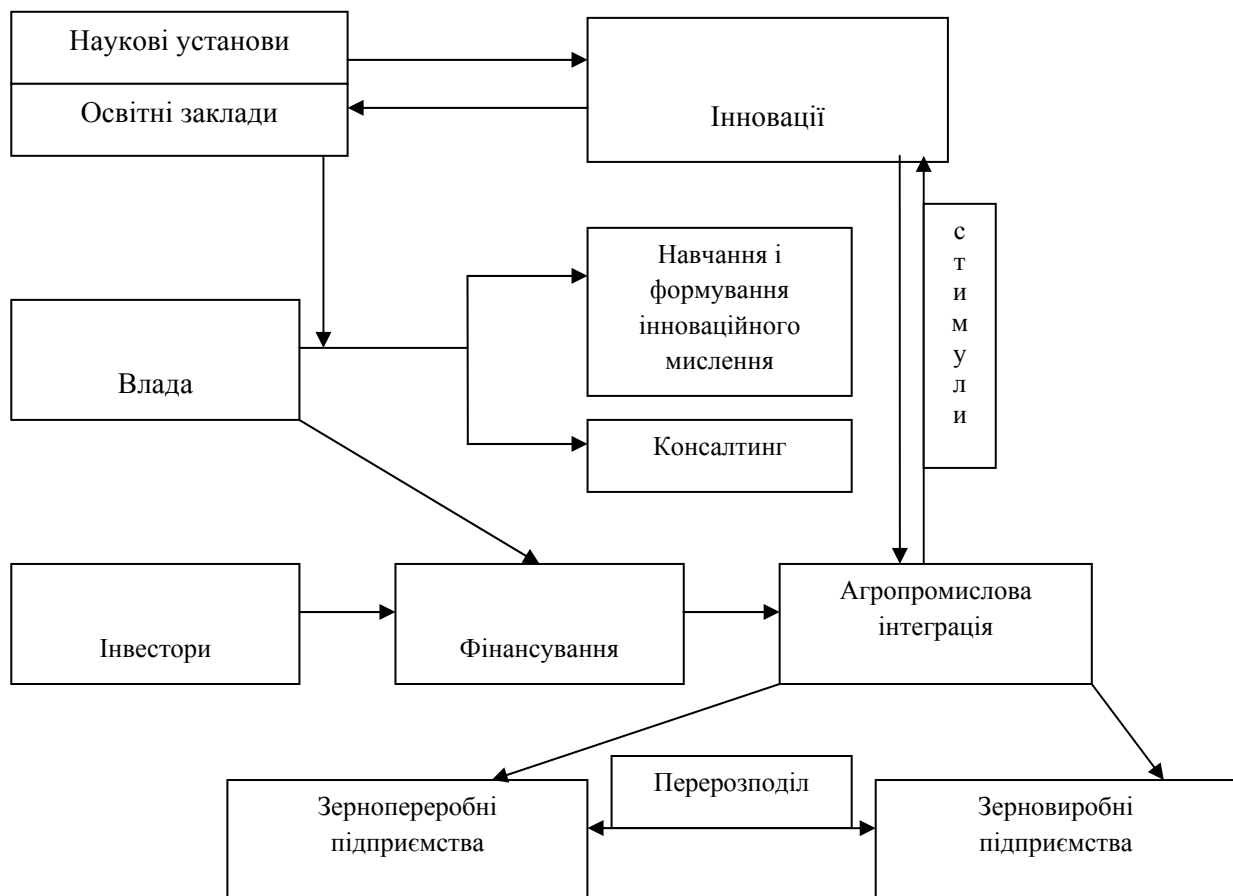 Наукові установи
Освітні заклади
Інновації
с
т
и
м
у
л
и
Навчання і
формування
інноваційного
мислення
Влада
Консалтинг
Інвестори
Фінансування
Агропромислова
інтеграція
Перерозподіл
Зернопереробні
підприємства
Зерновиробні
підприємства